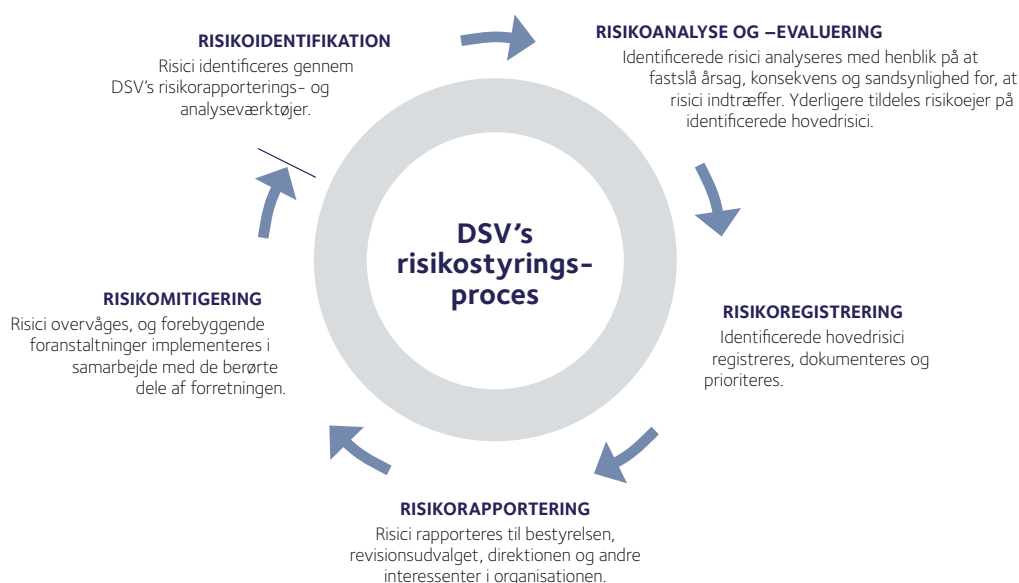 RISIKOIDENTIFIKATION
Risici identificeres gennem
DSV's risikorapporterings- og
analyseværktøjer.
RISIKOANALYSE OG –EVALUERING
Identificerede risici analyseres med henblik på at
fastslå årsag, konsekvens og sandsynlighed for, at
risici indtræffer. Yderligere tildeles risikoejer på
identificerede hovedrisici.
DSV's
risikostyrings-
proces
RISIKOREGISTRERING
Identificerede hovedrisici
registreres, dokumenteres og
prioriteres.
RISIKORAPPORTERING
Risici rapporteres til bestyrelsen,
revisionsudvalget, direktionen og andre
interessenter i organisationen.
RISIKOMITIGERING
Risici overvåges, og forebyggende
foranstaltninger implementeres i
samarbejde med de berørte
dele af forretningen.